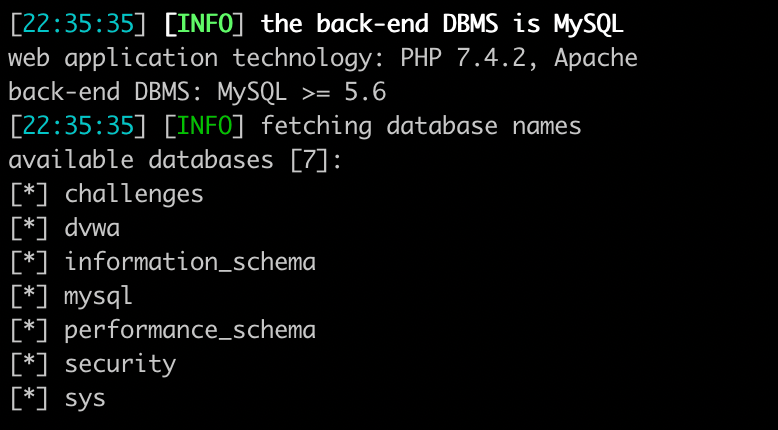 [22:35:35] [INFO] the back-end DBMS is MySQL
web application technology: PHP 7.4.2, Apache
back-end DBMS: MySQL >= 5.6
[22:35:35] [INFO] fetching database names
available databases [7]:
[*] challenges
[*] dvwa
[*] information_schema
[*] mysql
[*] performance_schema
[*] security
[*] sys